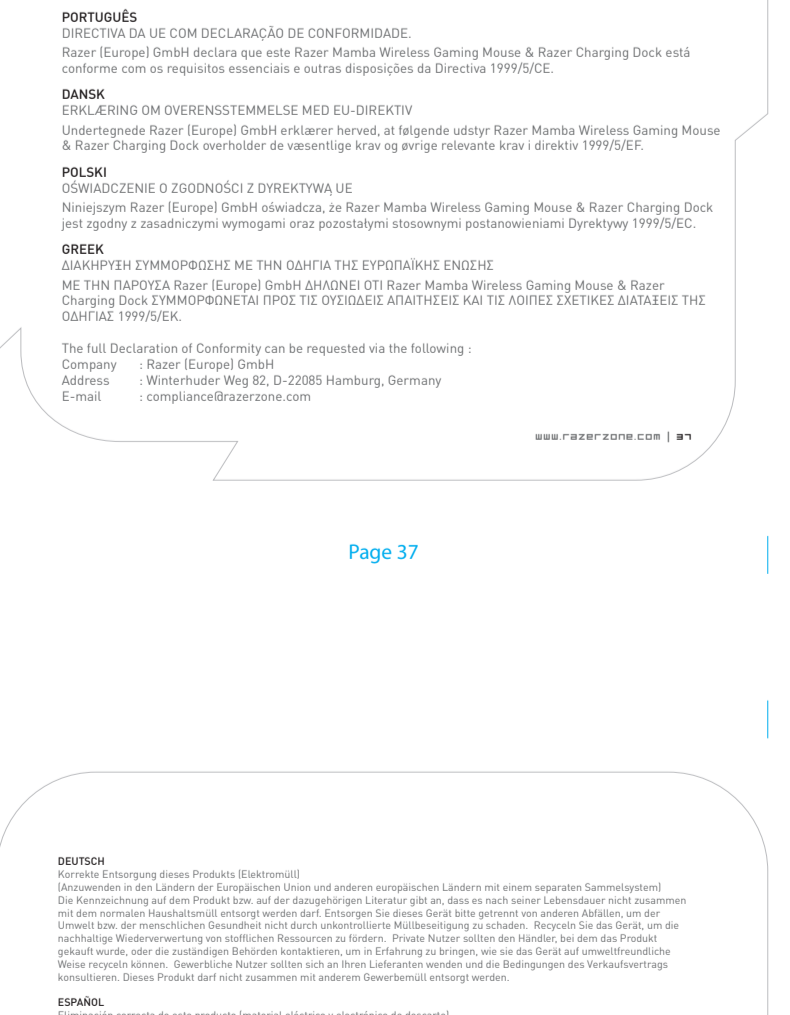 PORTUGUÊS
DIRECTIVA DA UE COM DECLARAÇÃO DE CONFORMIDADE.
Razer (Europe) GmbH declara que este Razer Mamba Wireless Gaming Mouse & Razer Charging Dock está
conforme com os requisitos essenciais e outras disposições da Directiva 1999/5/CE.
DANSK
ERKLÆRING OM OVERENSSTEMMELSE MED EU-DIREKTIV
Undertegnede Razer (Europe) GmbH erklærer herved, at følgende udstyr Razer Mamba Wireless Gaming Mouse
& Razer Charging Dock overholder de væsentlige krav og øvrige relevante krav i direktiv 1999/5/EF.
POLSKI
OŚWIADCZENIE O ZGODNOŚCI Z DYREKTYWĄ UE
Niniejszym Razer (Europe) GmbH oświadcza, że Razer Mamba Wireless Gaming Mouse & Razer Charging Dock
jest zgodny z zasadniczymi wymogami oraz pozostałymi stosownymi postanowieniami Dyrektywy 1999/5/EC.
GREEK
ΔΙΑΚΗΡΥΞΗ ΣΥΜΜΟΡΦΩΣΗΣ ΜΕ ΤΗΝ ΟΔΗΓΙΑ ΤΗΣ ΕΥΡΩΠΑΪΚΗΣ ΕΝΩΣΗΣ
ΜΕ ΤΗΝ ΠΑΡΟΥΣΑ Razer (Europe) GmbH ΔΗΛΩΝΕΙ ΟΤΙ Razer Mamba Wireless Gaming Mouse & Razer
Charging Dock ΣΥΜΜΟΡΦΩΝΕΤΑΙ ΠΡΟΣ ΤΙΣ ΟΥΣΙΩΔΕΙΣ ΑΠΑΙΤΗΣΕΙΣ ΚΑΙ ΤΙΣ ΛΟΙΠΕΣ ΣΧΕΤΙΚΕΣ ΔΙΑΤΑΞΕΙΣ ΤΗΣ
ΟΔΗΓΙΑΣ 1999/5/ΕΚ.
The full Declaration of Conformity can be requested via the following :
Company : Razer (Europe) GmbH
Address : Winterhuder Weg 82, D-22085 Hamburg, Germany
E-mail : compliance@razerzone.com
www.razerzone.com | 37
Page 37
DEUTSCH
Korrekte Entsorgung dieses Produkts (Elektromüll)
(Anzuwenden in den Ländern der Europäischen Union und anderen europäischen Ländern mit einem separaten Sammelsystem)
Die Kennzeichnung auf dem Produkt bzw. auf der dazugehörigen Literatur gibt an, dass es nach seiner Lebensdauer nicht zusammen
mit dem normalen Haushaltsmüll entsorgt werden darf. Entsorgen Sie dieses Gerät bitte getrennt von anderen Abfällen, um der
Umwelt bzw. der menschlichen Gesundheit nicht durch unkontrollierte Müllbeseitigung zu schaden. Recyceln Sie das Gerät, um die
nachhaltige Wiederverwertung von stofflichen Ressourcen zu fördern. Private Nutzer sollten den Händler, bei dem das Produkt
gekauft wurde, oder die zuständigen Behörden kontaktieren, um in Erfahrung zu bringen, wie sie das Gerät auf umweltfreundliche
Weise recyceln können. Gewerbliche Nutzer sollten sich an Ihren Lieferanten wenden und die Bedingungen des Verkaufsvertrags
konsultieren. Dieses Produkt darf nicht zusammen mit anderem Gewerbemüll entsorgt werden.
ESPAÑOL
Eliminación correcta de este producto (material eléctrico y electrónico de descarte)